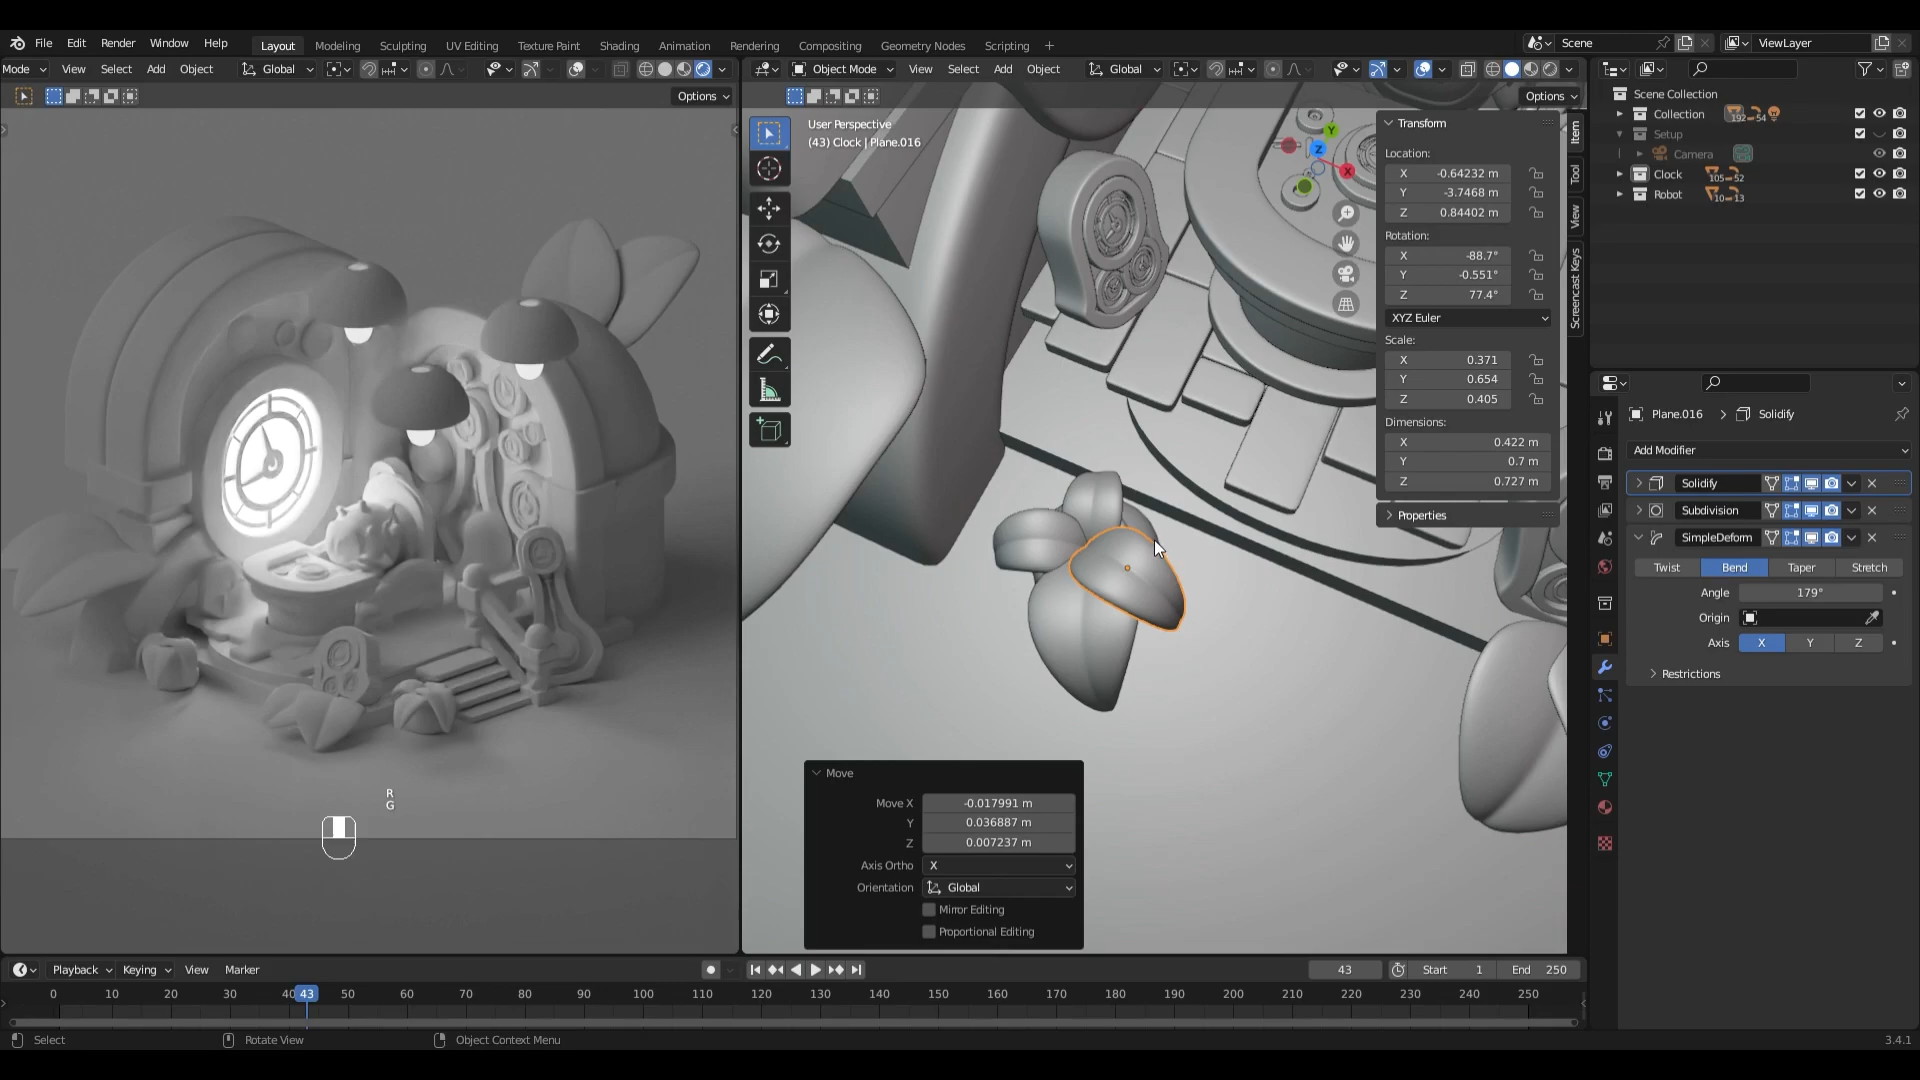 File Edit Render Window Help
Layout Modeling Sculpting UV Editing Texture Paint Shading Animation Rendering Compositing Geometry Nodes Scripting +
Scene
ViewLayer
Mode View Select Add Object Global
Object Mode View Select Add Object Global
Options
Options
User Perspective
(43) Clock | Plane.016
Y
Z
X
Transform
Location:
X -0.64232 m
Y -3.7468 m
Z 0.84402 m
Rotation:
X -88.7°
Y -0.551°
Z 77.4°
XYZ Euler
Scale:
X 0.371
Y 0.654
Z 0.405
Dimensions:
X 0.422 m
Y 0.7 m
Z 0.727 m
Properties
Item
Tool
View
Screencast Keys
Scene Collection
Collection 192 54
Setup
Camera
Clock 105 52
Robot 10 13
Plane.016 > Solidify
Add Modifier
Solidify
Subdivision
SimpleDeform
Twist Bend Taper Stretch
Angle 179°
Origin
Axis X Y Z
Restrictions
R
G
Move
Move X -0.017991 m
Y 0.036887 m
Z 0.007237 m
Axis Ortho X
Orientation Global
Mirror Editing
Proportional Editing
Playback Keying View Marker
43 Start 1 End 250
0 10 20 30 40 43 50 60 70 80 90 100 110 120 130 140 150 160 170 180 190 200 210 220 230 240 250
Select Rotate View Object Context Menu
3.4.1